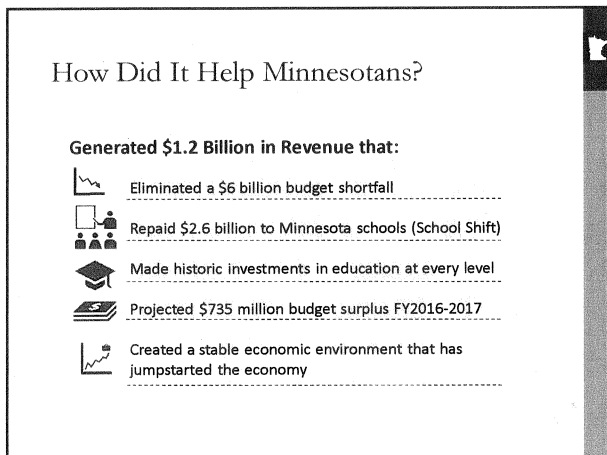 How Did It Help Minnesotans?
Generated $1.2 Billion in Revenue that:
Eliminated a $6 billion budget shortfall
Repaid $2.6 billion to Minnesota schools (School Shift)
Made historic investments in education at every level
$
Projected $735 million budget surplus FY2016-2017
Created a stable economic environment that has
jumpstarted the economy